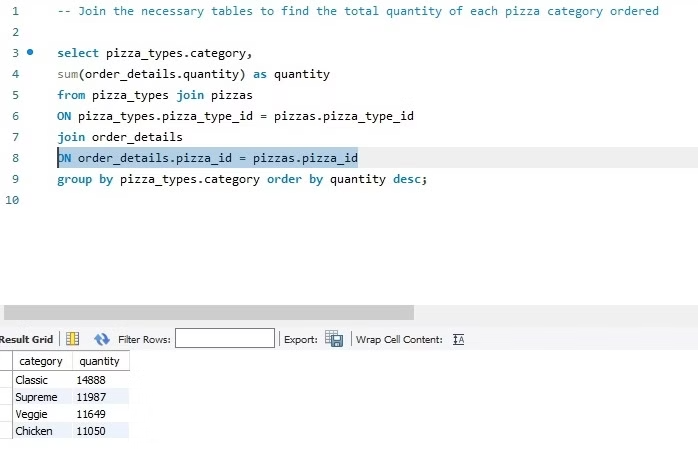 1 -- Join the necessary tables to find the total quantity of each pizza category ordered
2
3 select pizza_types.category,
4 sum(order_details.quantity) as quantity
5 from pizza_types join pizzas
6 ON pizza_types.pizza_type_id = pizzas.pizza_type_id
7 join order_details
8 ON order_details.pizza_id = pizzas.pizza_id
9 group by pizza_types.category order by quantity desc;
10
Result Grid Filter Rows: Export: Wrap Cell Content: IA
category quantity
Classic 14888
Supreme 11987
Veggie 11649
Chicken 11050